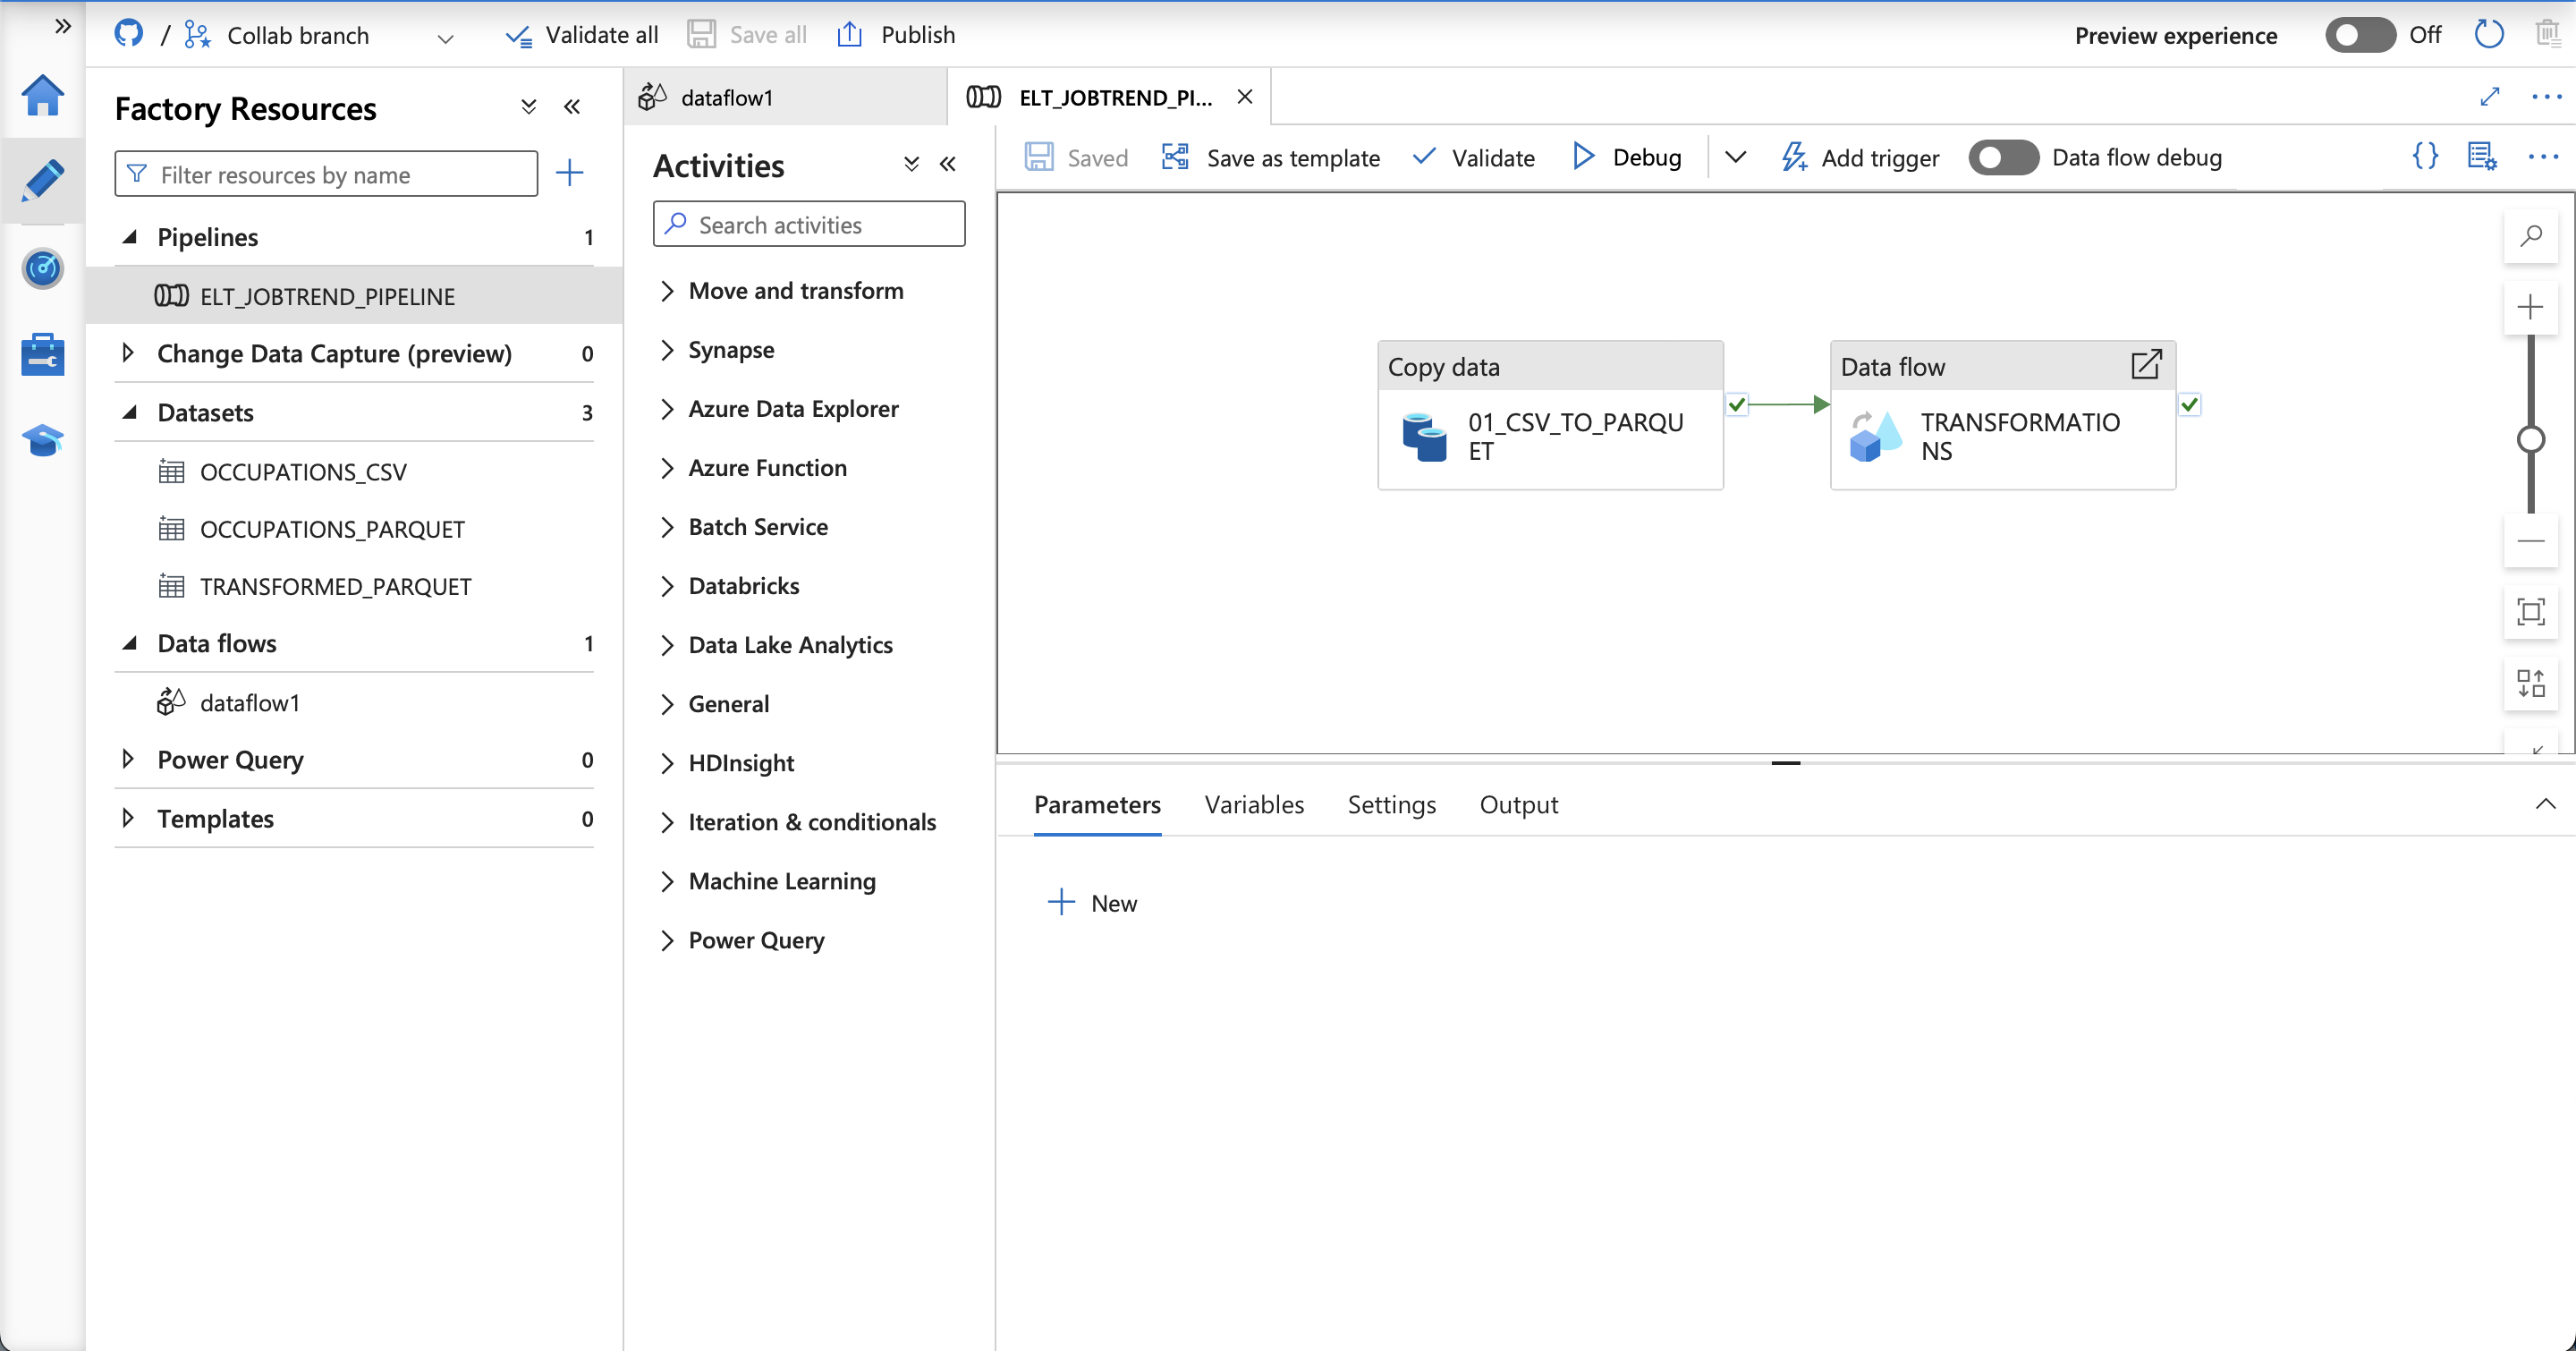 / Collab branch
Validate all
Save all
Publish
Preview experience
Off
Factory Resources
Filter resources by name
Pipelines 1
ELT_JOBTREND_PIPELINE
Change Data Capture (preview) 0
Datasets 3
OCCUPATIONS_CSV
OCCUPATIONS_PARQUET
TRANSFORMED_PARQUET
Data flows 1
dataflow1
Power Query 0
Templates 0
dataflow1
ELT_JOBTREND_PI...
Activities
Search activities
Move and transform
Synapse
Azure Data Explorer
Azure Function
Batch Service
Databricks
Data Lake Analytics
General
HDInsight
Iteration & conditionals
Machine Learning
Power Query
Saved
Save as template
Validate
Debug
Add trigger
Data flow debug
Copy data
01_CSV_TO_PARQU
ET
Data flow
TRANSFORMATIO
NS
Parameters
Variables
Settings
Output
New